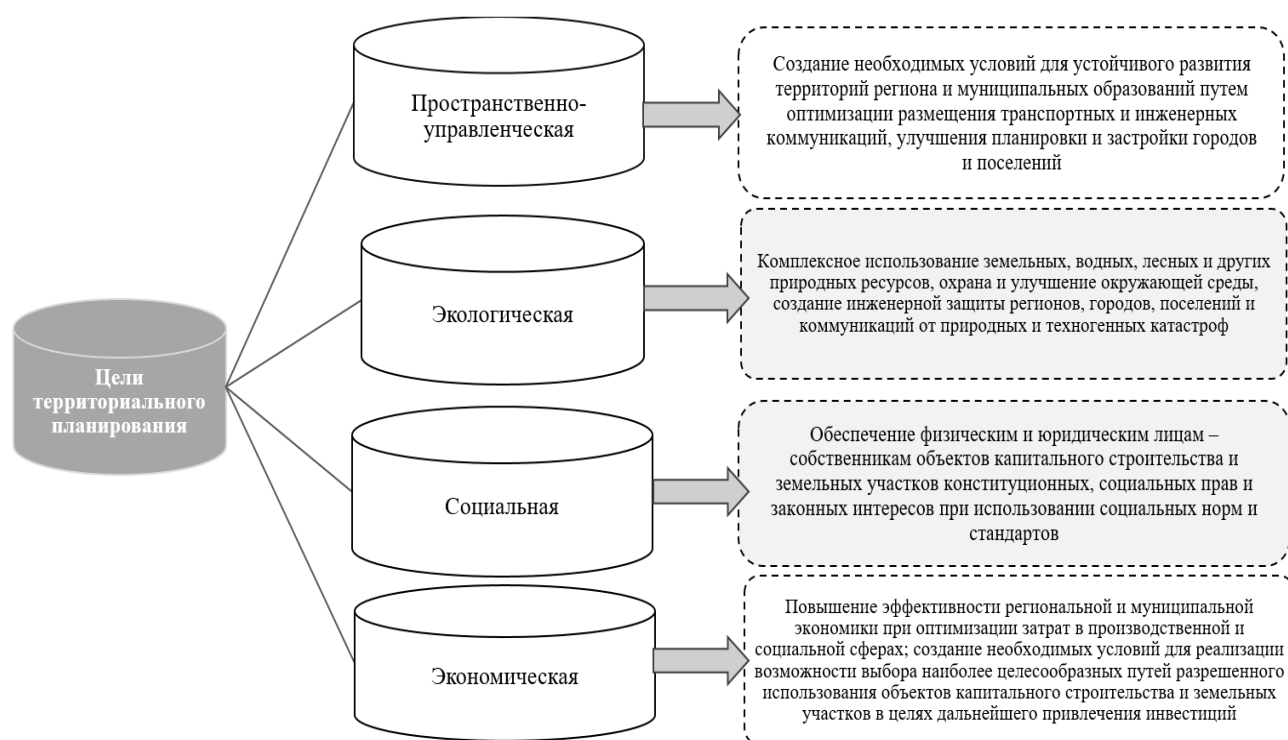 Цели
территориального
планирования
Пространственно-
управленческая
Создание необходимых условий для устойчивого развития
территорий региона и муниципальных образований путем
оптимизации размещения транспортных и инженерных
коммуникаций, улучшения планировки и застройки городов
и поселений
Экологическая
Комплексное использование земельных, водных, лесных и других
природных ресурсов, охрана и улучшение окружающей среды,
создание инженерной защиты регионов, городов, поселений и
коммуникаций от природных и техногенных катастроф
Социальная
Обеспечение физическим и юридическим лицам –
собственникам объектов капитального строительства и
земельных участков конституционных, социальных прав и
законных интересов при использовании социальных норм и
стандартов
Экономическая
Повышение эффективности региональной и муниципальной
экономики при оптимизации затрат в производственной и
социальной сферах; создание необходимых условий для реализации
возможности выбора наиболее целесообразных путей разрешенного
использования объектов капитального строительства и земельных
участков в целях дальнейшего привлечения инвестиций